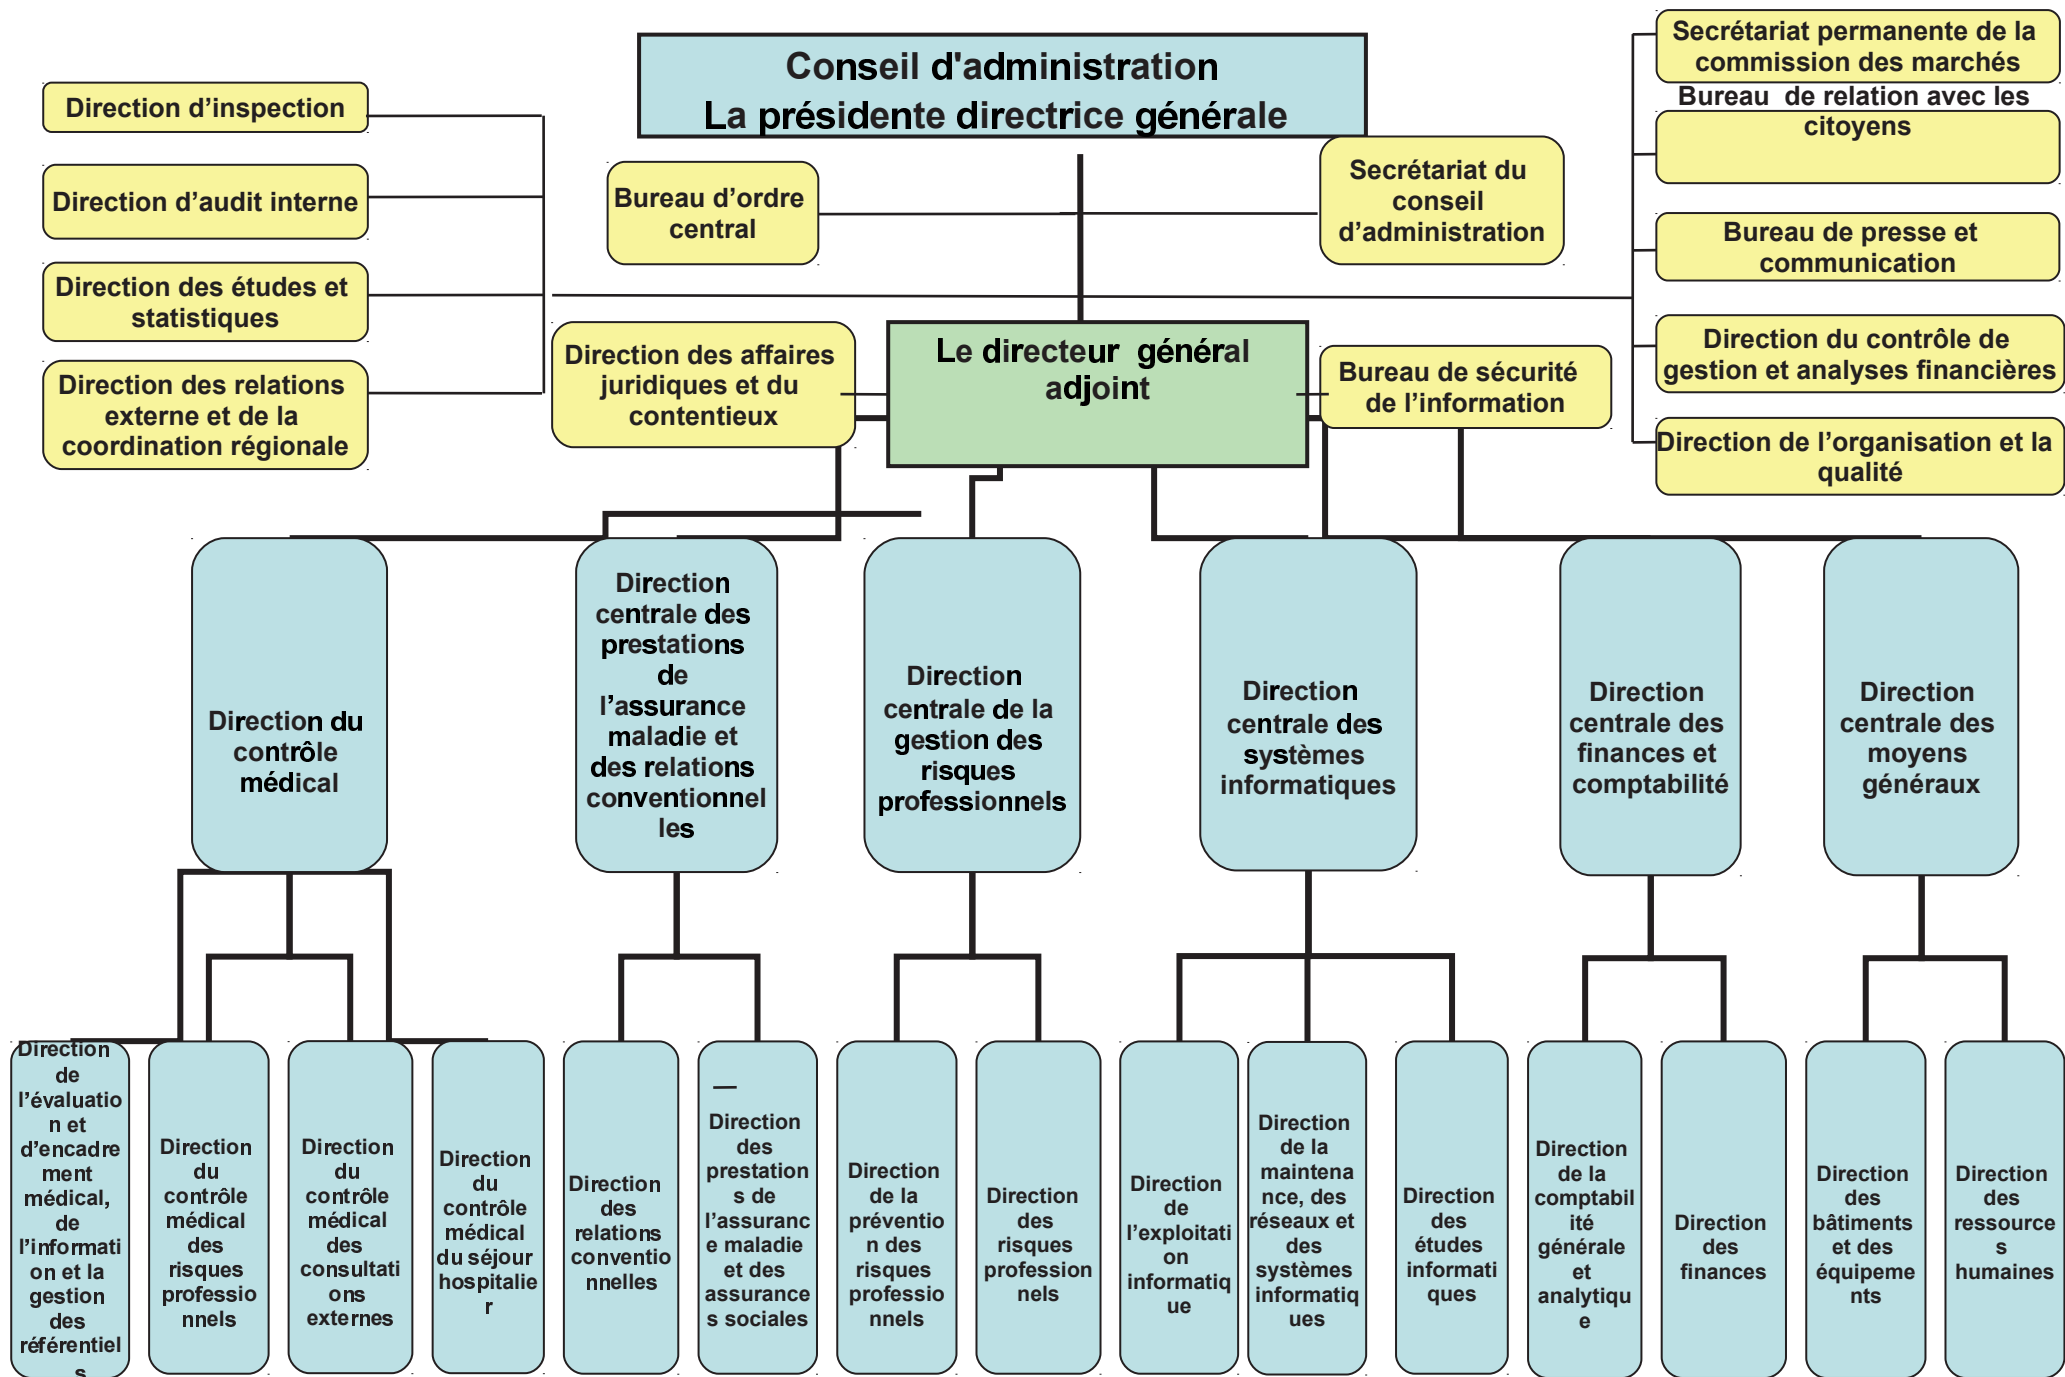 Conseil d'administration
La présidente directrice générale
Direction d’inspection
Direction d’audit interne
Direction des études et
statistiques
Direction des relations
externe et de la
coordination régionale
Bureau d’ordre
central
Secrétariat du
conseil
d’administration
Secrétariat permanente de la
commission des marchés
Bureau de relation avec les
citoyens
Bureau de presse et
communication
Direction du contrôle de
gestion et analyses financières
Direction de l’organisation et la
qualité
Direction des affaires
juridiques et du
contentieux
Le directeur général
adjoint
Bureau de sécurité
de l’information
Direction du
contrôle
médical
Direction
centrale des
prestations
de
l’assurance
maladie et
des relations
conventionnel
les
Direction
centrale de la
gestion des
risques
professionnels
Direction
centrale des
systèmes
informatiques
Direction
centrale des
finances et
comptabilité
Direction
centrale des
moyens
généraux
Direction
de
l’évaluatio
n et
d’encadre
ment
médical,
de
l’informati
on et la
gestion
des
référentiel
s
Direction
du
contrôle
médical
des
risques
professio
nnels
Direction
du
contrôle
médical
des
consultati
ons
externes
Direction
du
contrôle
médical
du séjour
hospitalie
r
Direction
des
relations
conventio
nnelles
Direction
des
prestation
s de
l’assuranc
e maladie
et des
assurance
s sociales
Direction
de la
préventio
n des
risques
professio
nnels
Direction
des
risques
profession
nels
Direction
de
l’exploitati
on
informatiq
ue
Direction
de la
maintena
nce, des
réseaux et
des
systèmes
informatiq
ues
Direction
des
études
informati
ques
Direction
de la
comptabil
ité
générale
et
analytiqu
e
Direction
des
finances
Direction
des
bâtiments
et des
équipeme
nts
Direction
des
ressource
s
humaines